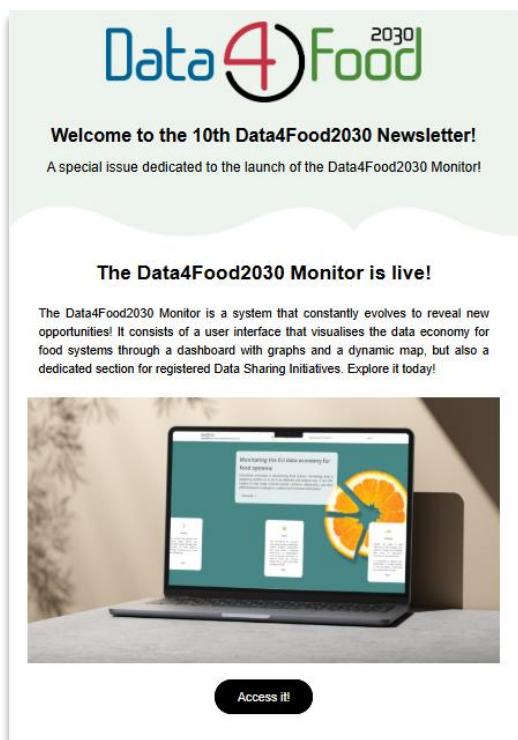 Data4Food
2030
Welcome to the 10th Data4Food2030 Newsletter!
A special issue dedicated to the launch of the Data4Food2030 Monitor!
The Data4Food2030 Monitor is live!
The Data4Food2030 Monitor is a system that constantly evolves to reveal new
opportunities! It consists of a user interface that visualises the data economy for
food systems through a dashboard with graphs and a dynamic map, but also a
dedicated section for registered Data Sharing Initiatives. Explore it today!
Monitoring the EU data economy for
food systems
Access it!